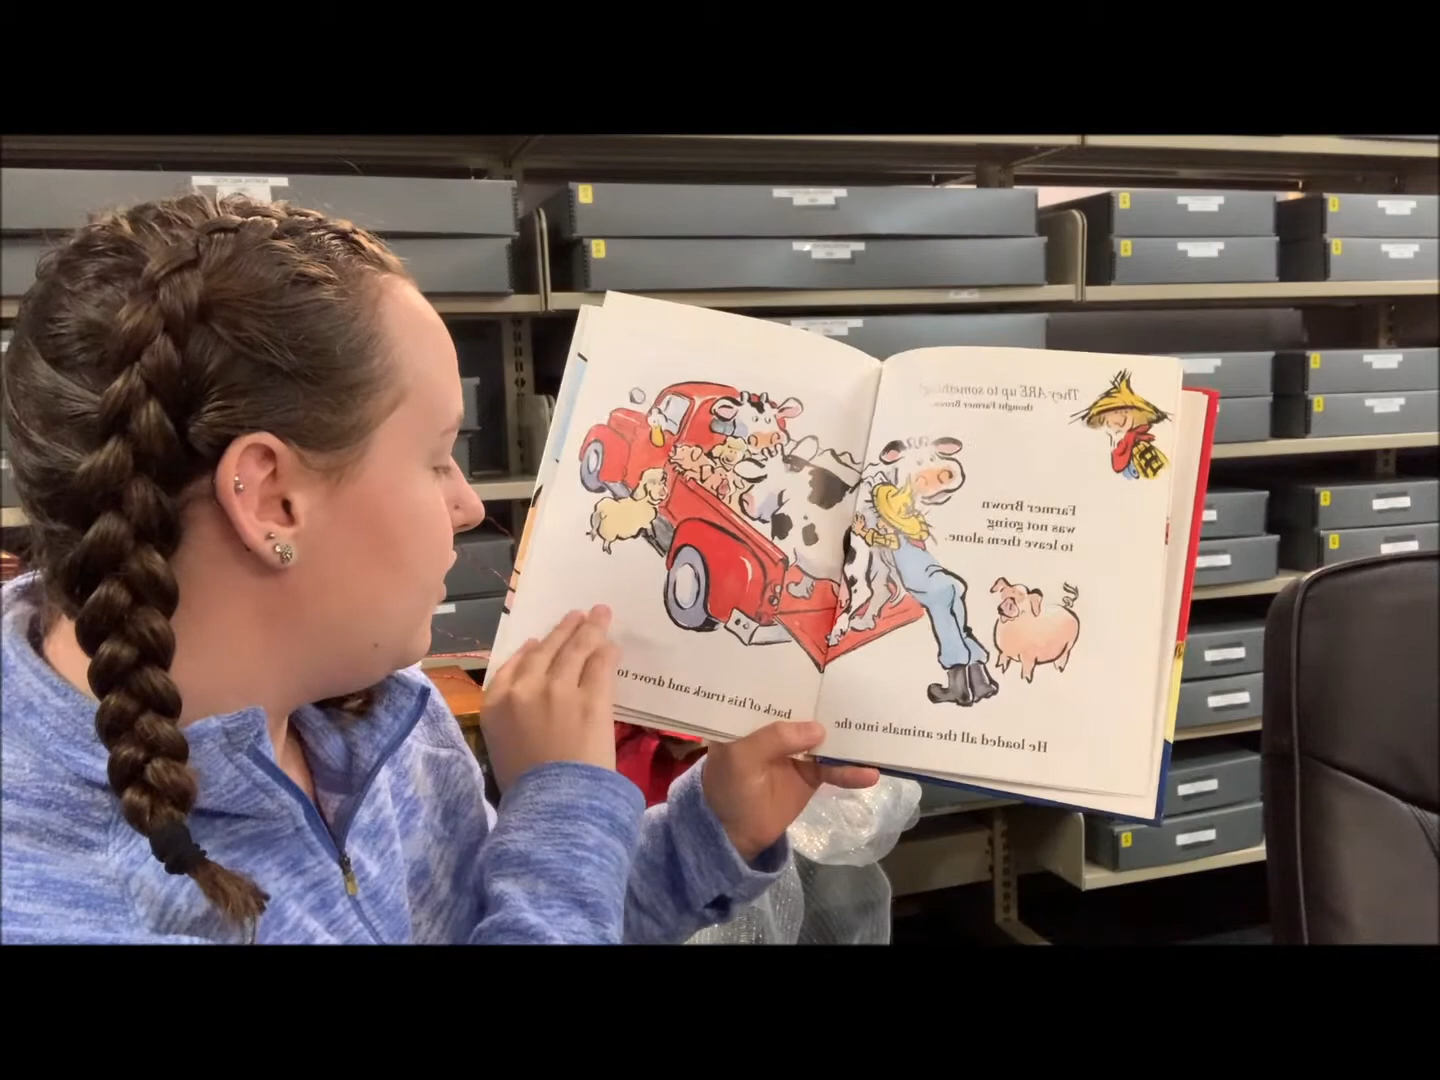 They ARE up to something!
thought Farmer Brown.
Farmer Brown
was not going
to leave them alone.
He loaded all the animals into the
back of his truck and drove to